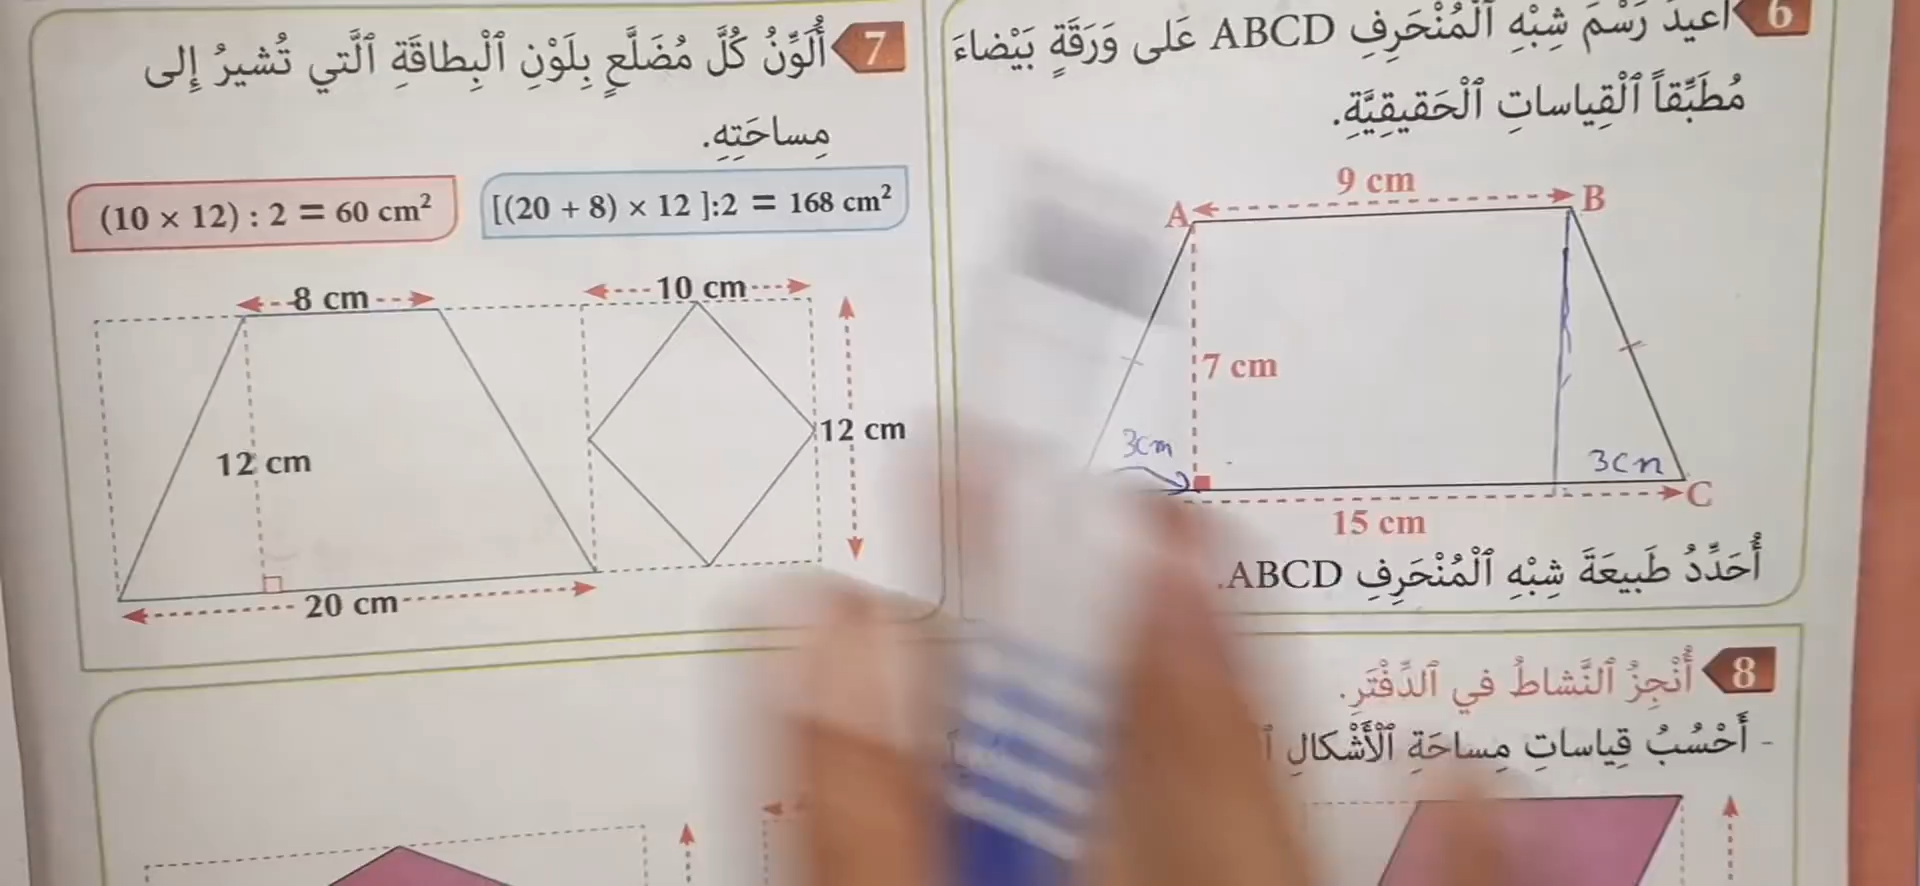 6 أُعيدُ رَسْمَ شِبْهِ ٱلْمُنْحَرِفِ ABCD عَلى وَرَقَةٍ بَيْضاءَ
مُطَبِّقاً ٱلْقِياساتِ ٱلْحَقيقِيَّةِ.
9 cm
A
B
7 cm
3cm
3cm
C
15 cm
أُحَدِّدُ طَبيعَةَ شِبْهِ ٱلْمُنْحَرِفِ ABCD.
7 أُلَوِّنُ كُلَّ مُضَلَّعٍ بِلَوْنِ ٱلْبِطاقَةِ ٱلَّتي تُشيرُ إِلى
مِساحَتِهِ.
[(20 + 8) × 12 ]:2 = 168 cm²
(10 × 12) : 2 = 60 cm²
8 cm
10 cm
12 cm
12 cm
20 cm
8 أُنْجِزُ ٱلنَّشاطَ في ٱلدَّفْتَرِ.
- أَحْسُبُ قِياساتِ مِساحَةِ ٱلْأَشْكالِ